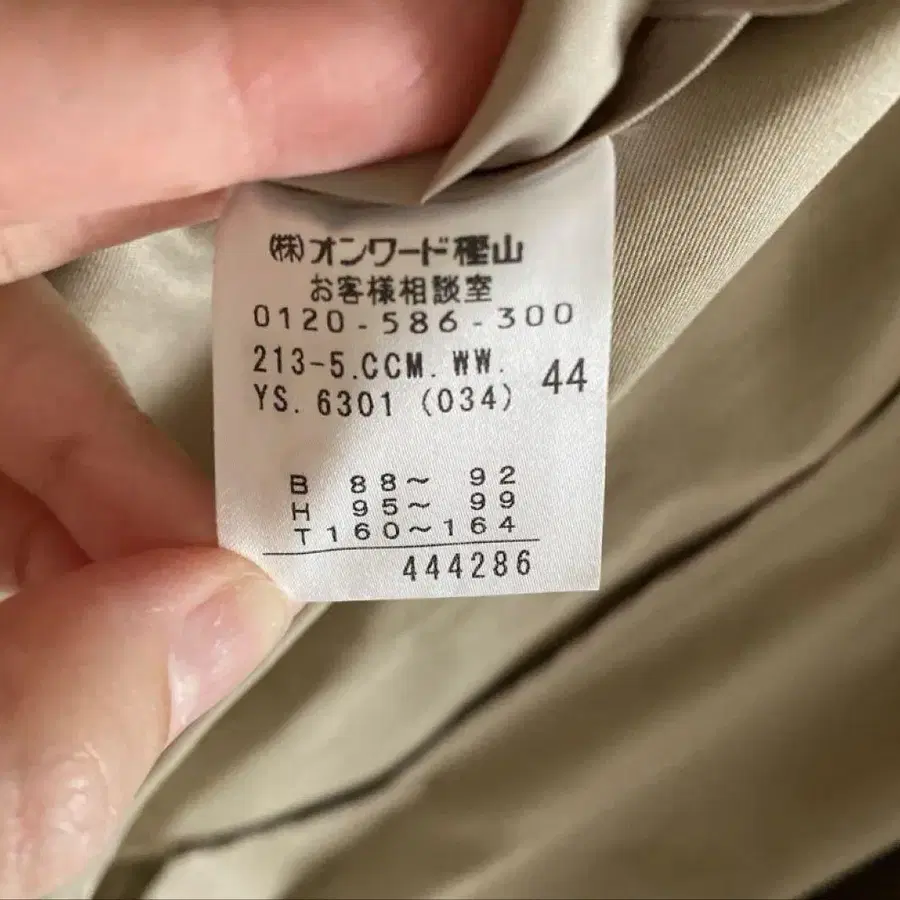 (株)オンワード樫山
お客様相談室
0120-586-300
213-5.CCM.WW.
YS.6301 (034)
44
B 88～ 92
H 95～ 99
T160～164
444286